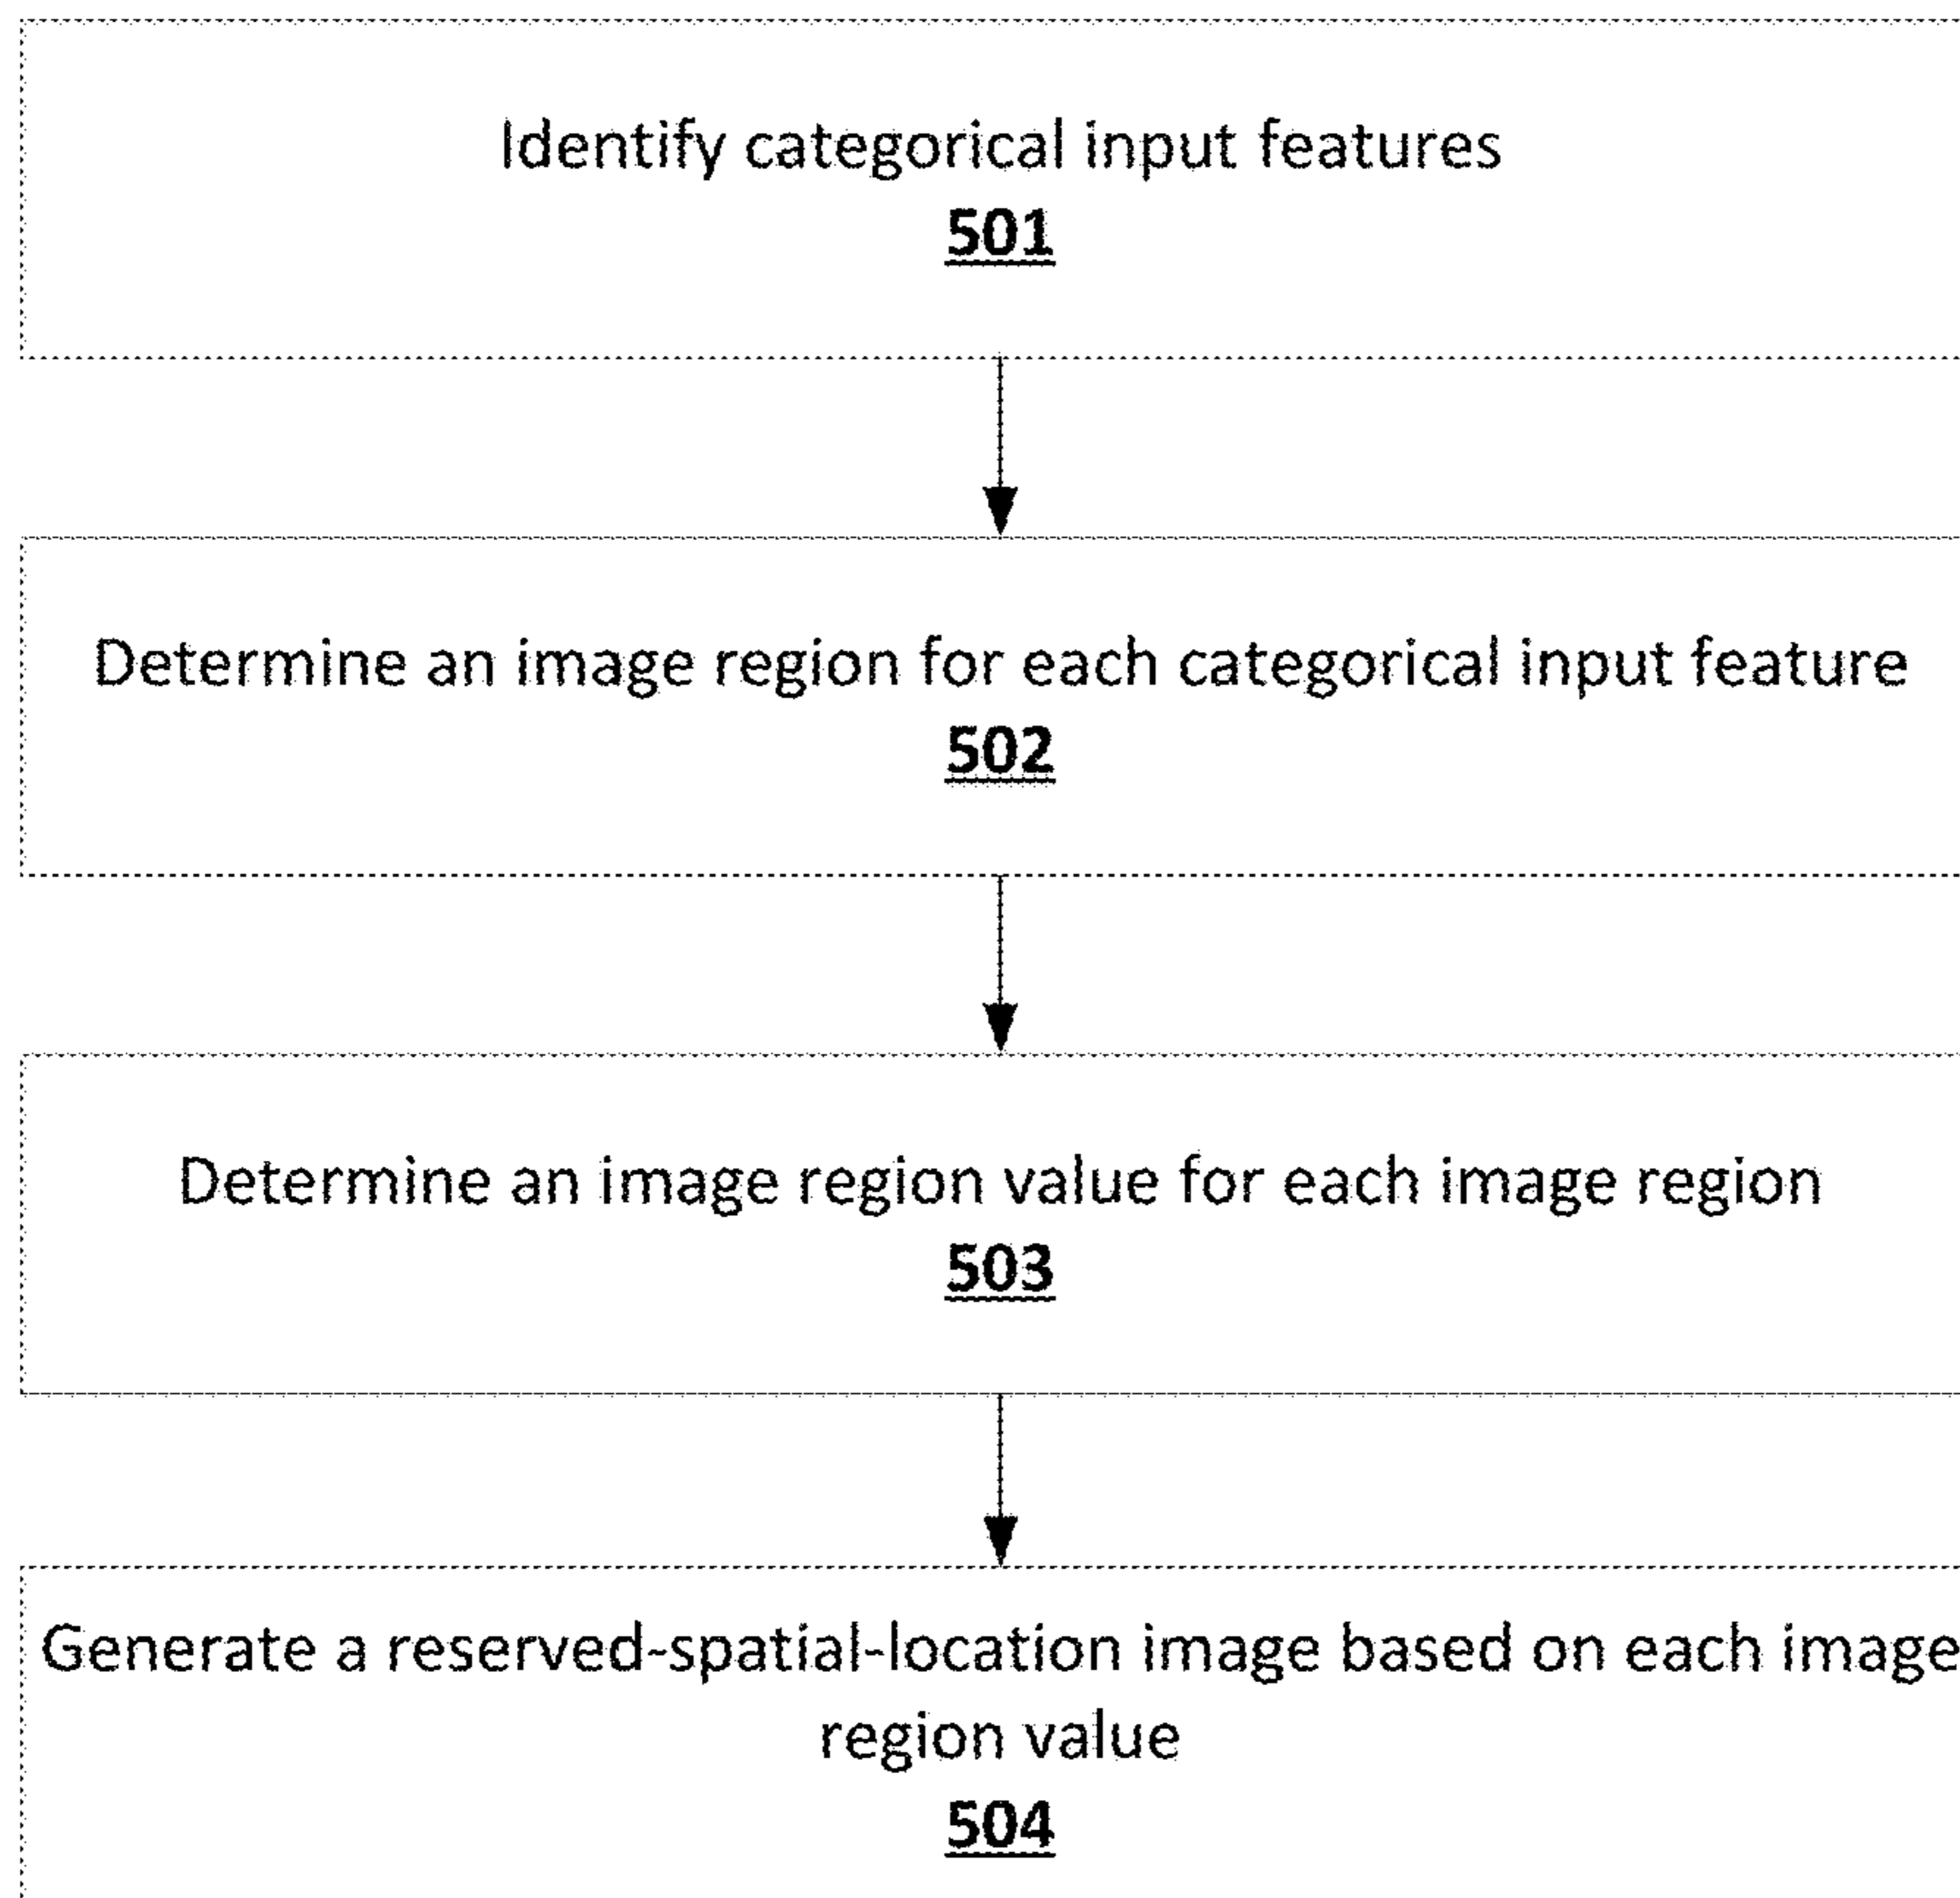 Identify categorical input features
501
Determine an image region for each categorical input feature
502
Determine an image region value for each image region
503
Generate a reserved-spatial-location image based on each image
region value
504